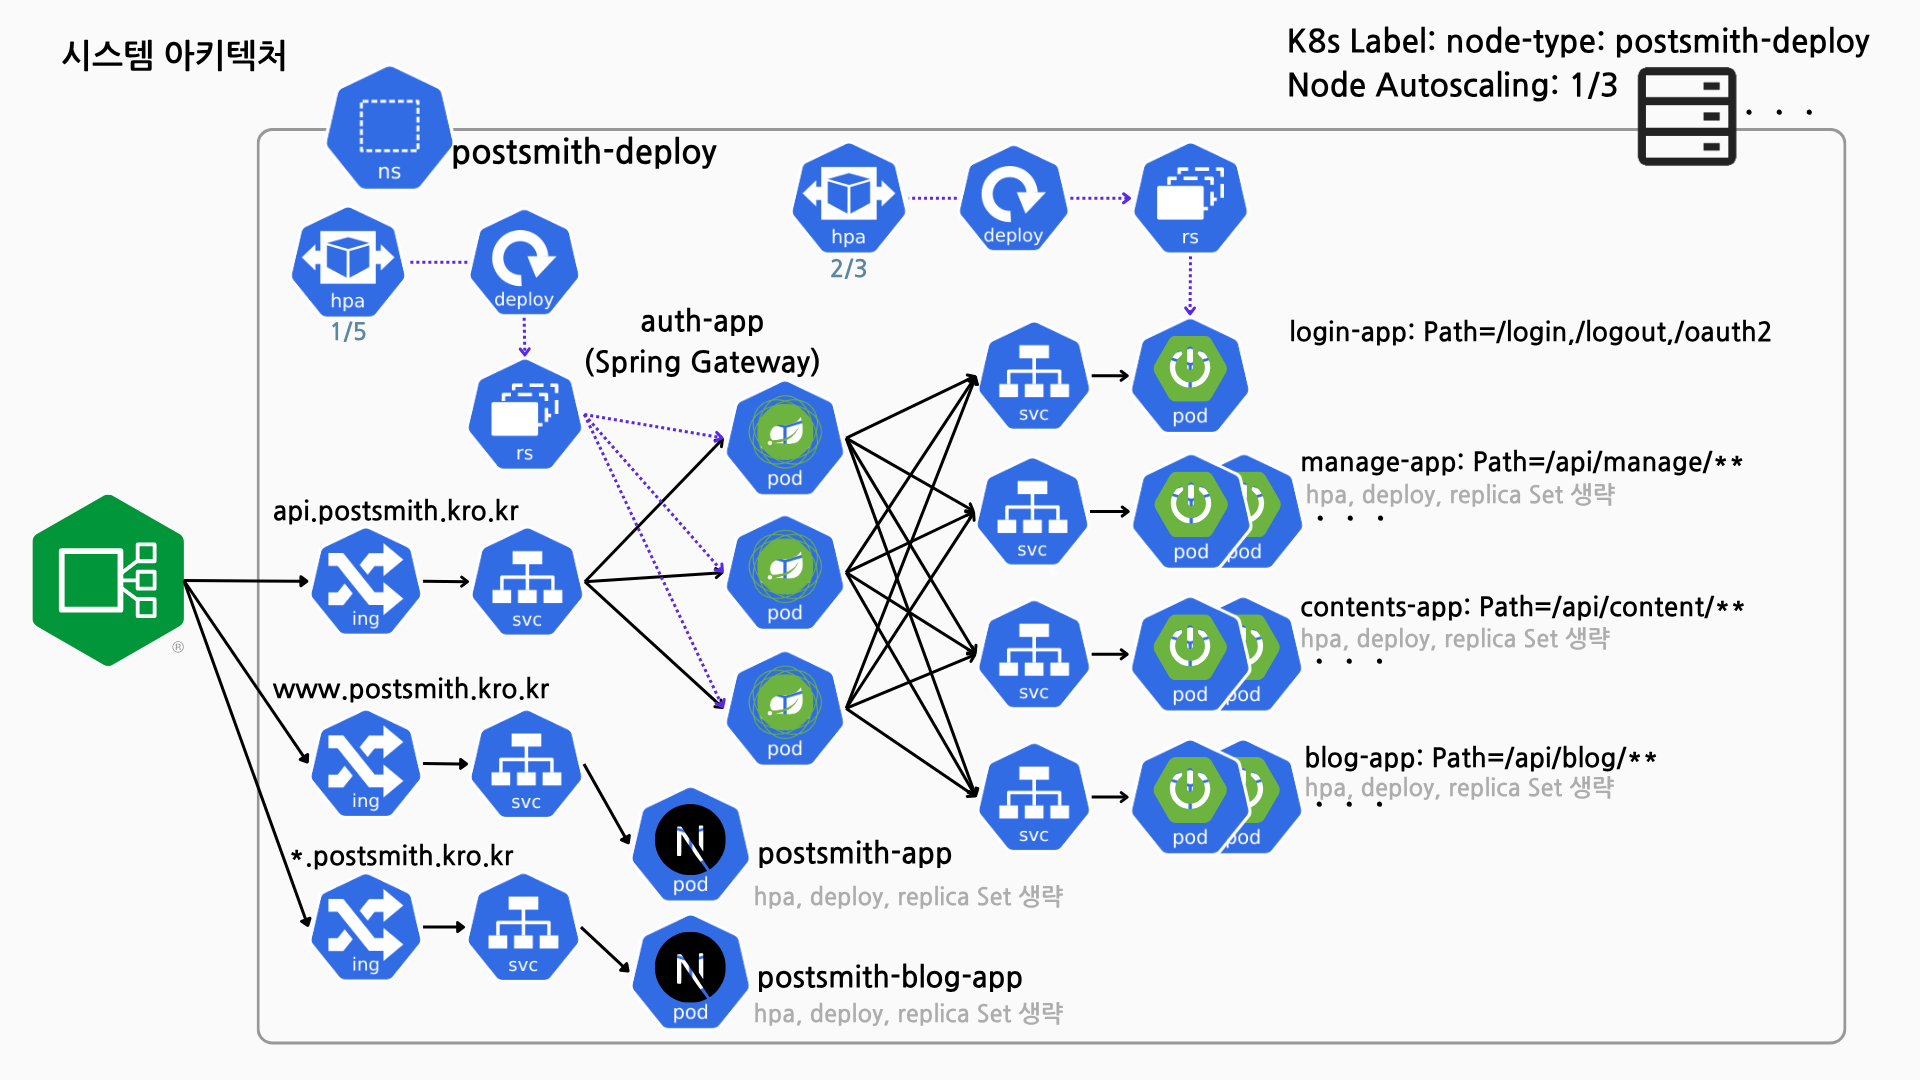 시스템 아키텍처
K8s Label: node-type: postsmith-deploy
Node Autoscaling: 1/3
. . .
ns
postsmith-deploy
hpa
2/3
deploy
rs
hpa
1/5
deploy
rs
auth-app
(Spring Gateway)
pod
pod
pod
svc
pod
login-app: Path=/login,/logout,/oauth2
svc
pod
pod
manage-app: Path=/api/manage/**
hpa, deploy, replica Set 생략
. . .
svc
pod
pod
contents-app: Path=/api/content/**
hpa, deploy, replica Set 생략
. . .
svc
pod
pod
blog-app: Path=/api/blog/**
hpa, deploy, replica Set 생략
. . .
®
api.postsmith.kro.kr
ing
svc
www.postsmith.kro.kr
ing
svc
pod
postsmith-app
hpa, deploy, replica Set 생략
*.postsmith.kro.kr
ing
svc
pod
postsmith-blog-app
hpa, deploy, replica Set 생략